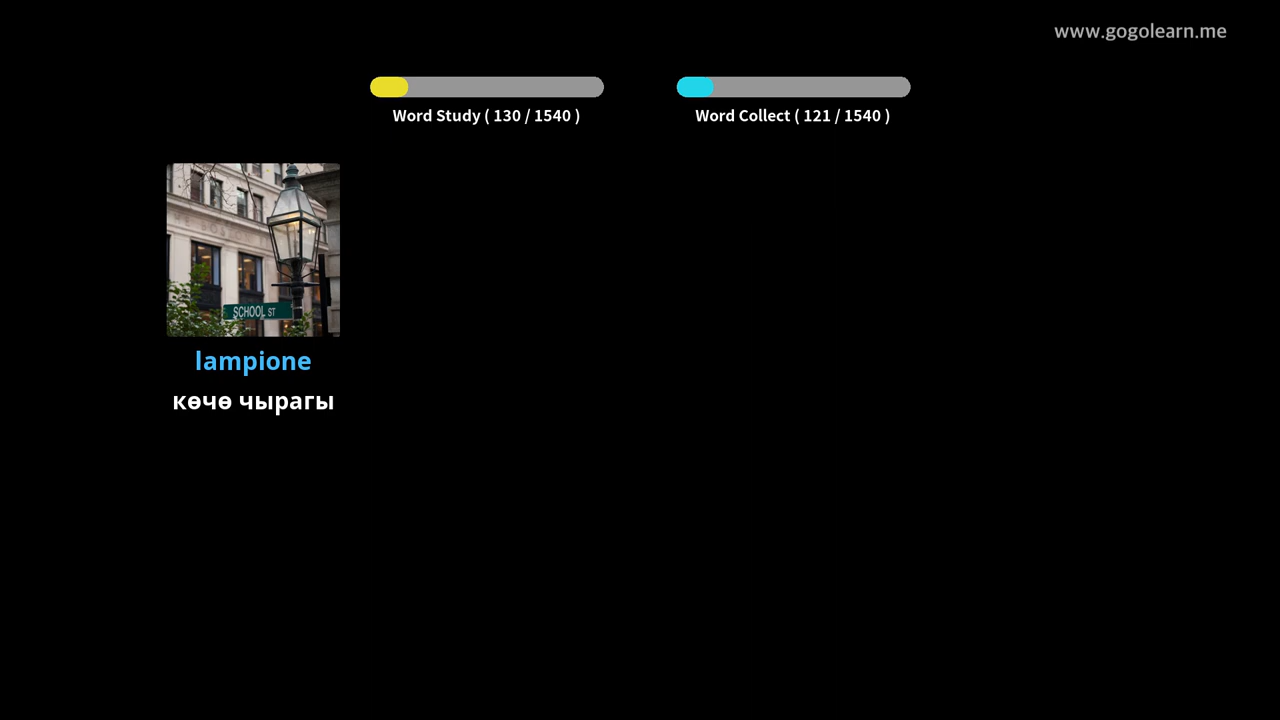 www.gogolearn.me
Word Study ( 130 / 1540 )
Word Collect ( 121 / 1540 )
SCHOOL ST
lampione
көчө чырагы